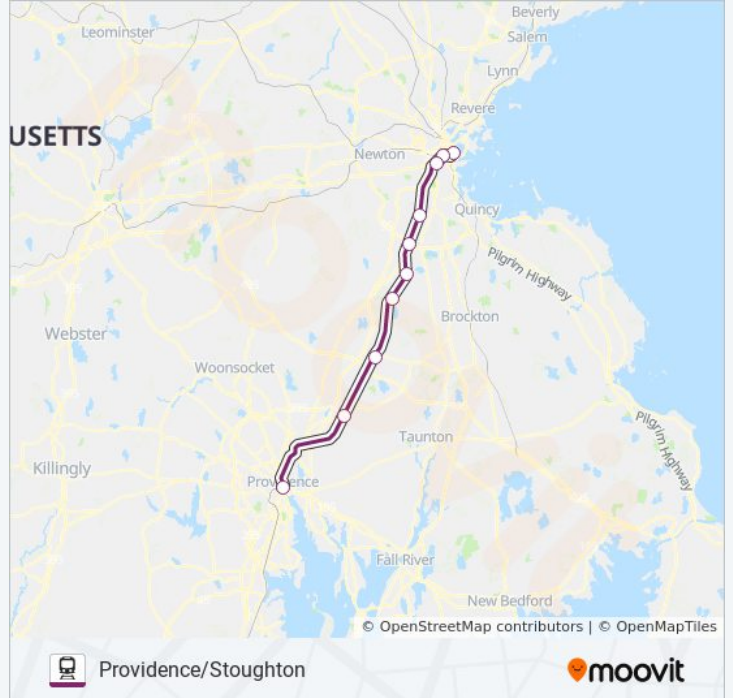 Beverly
Leominster
Salem
Lynn
Revere
USETTS
Newton
Quincy
Pilgrim Highway
Brockton
Webster
Woonsocket
Pilgrim Highway
Taunton
Killingly
Providence
Fall River
New Bedford
© OpenStreetMap contributors | © OpenMapTiles
Providence/Stoughton
moovit